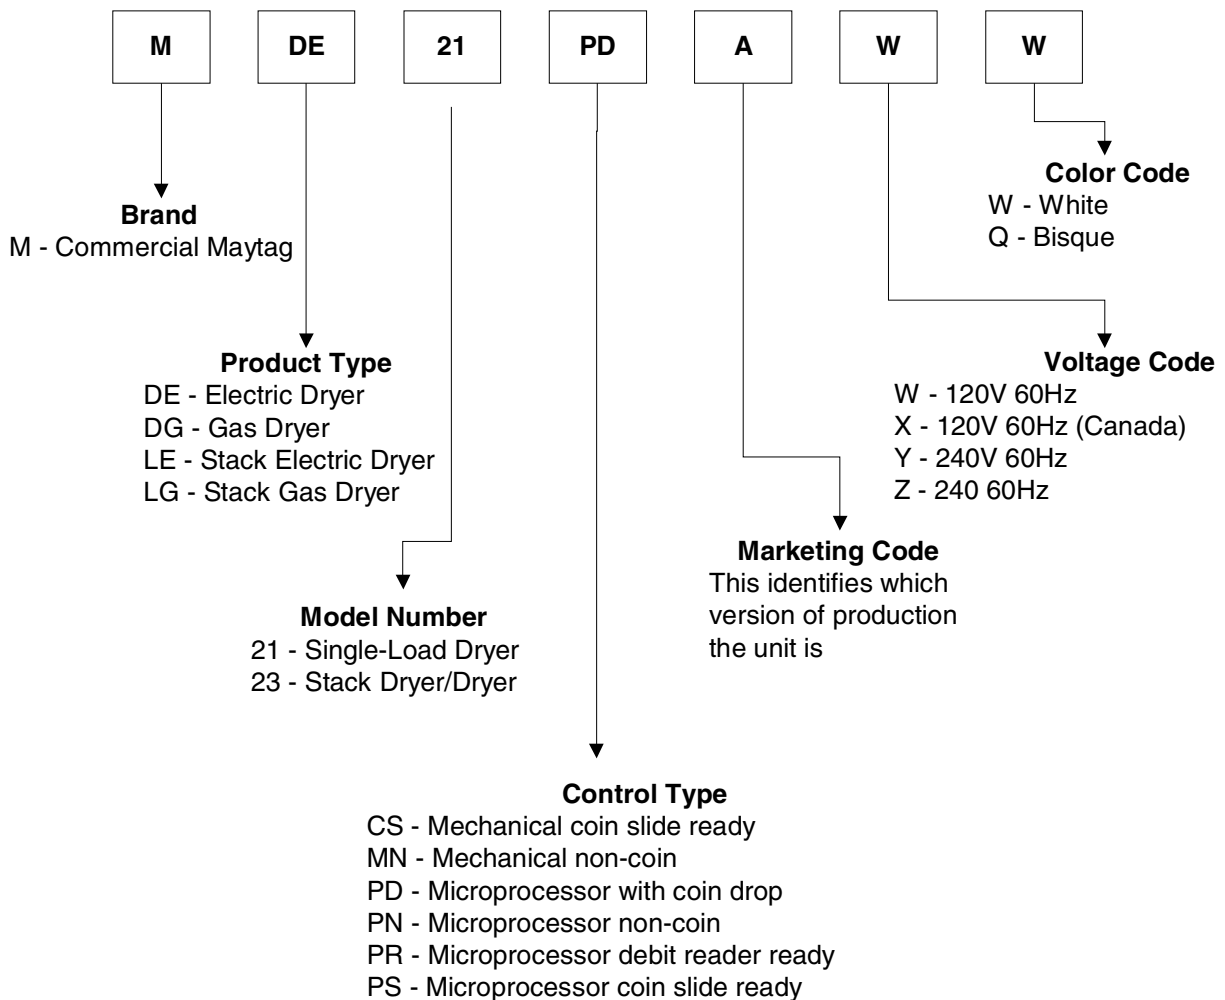 M DE 21 PD A W W
Color Code
W - White
Q - Bisque
Brand
M - Commercial Maytag
Product Type
DE - Electric Dryer
DG - Gas Dryer
LE - Stack Electric Dryer
LG - Stack Gas Dryer
Voltage Code
W - 120V 60Hz
X - 120V 60Hz (Canada)
Y - 240V 60Hz
Z - 240 60Hz
Marketing Code
This identifies which
version of production
the unit is
Model Number
21 - Single-Load Dryer
23 - Stack Dryer/Dryer
Control Type
CS - Mechanical coin slide ready
MN - Mechanical non-coin
PD - Microprocessor with coin drop
PN - Microprocessor non-coin
PR - Microprocessor debit reader ready
PS - Microprocessor coin slide ready